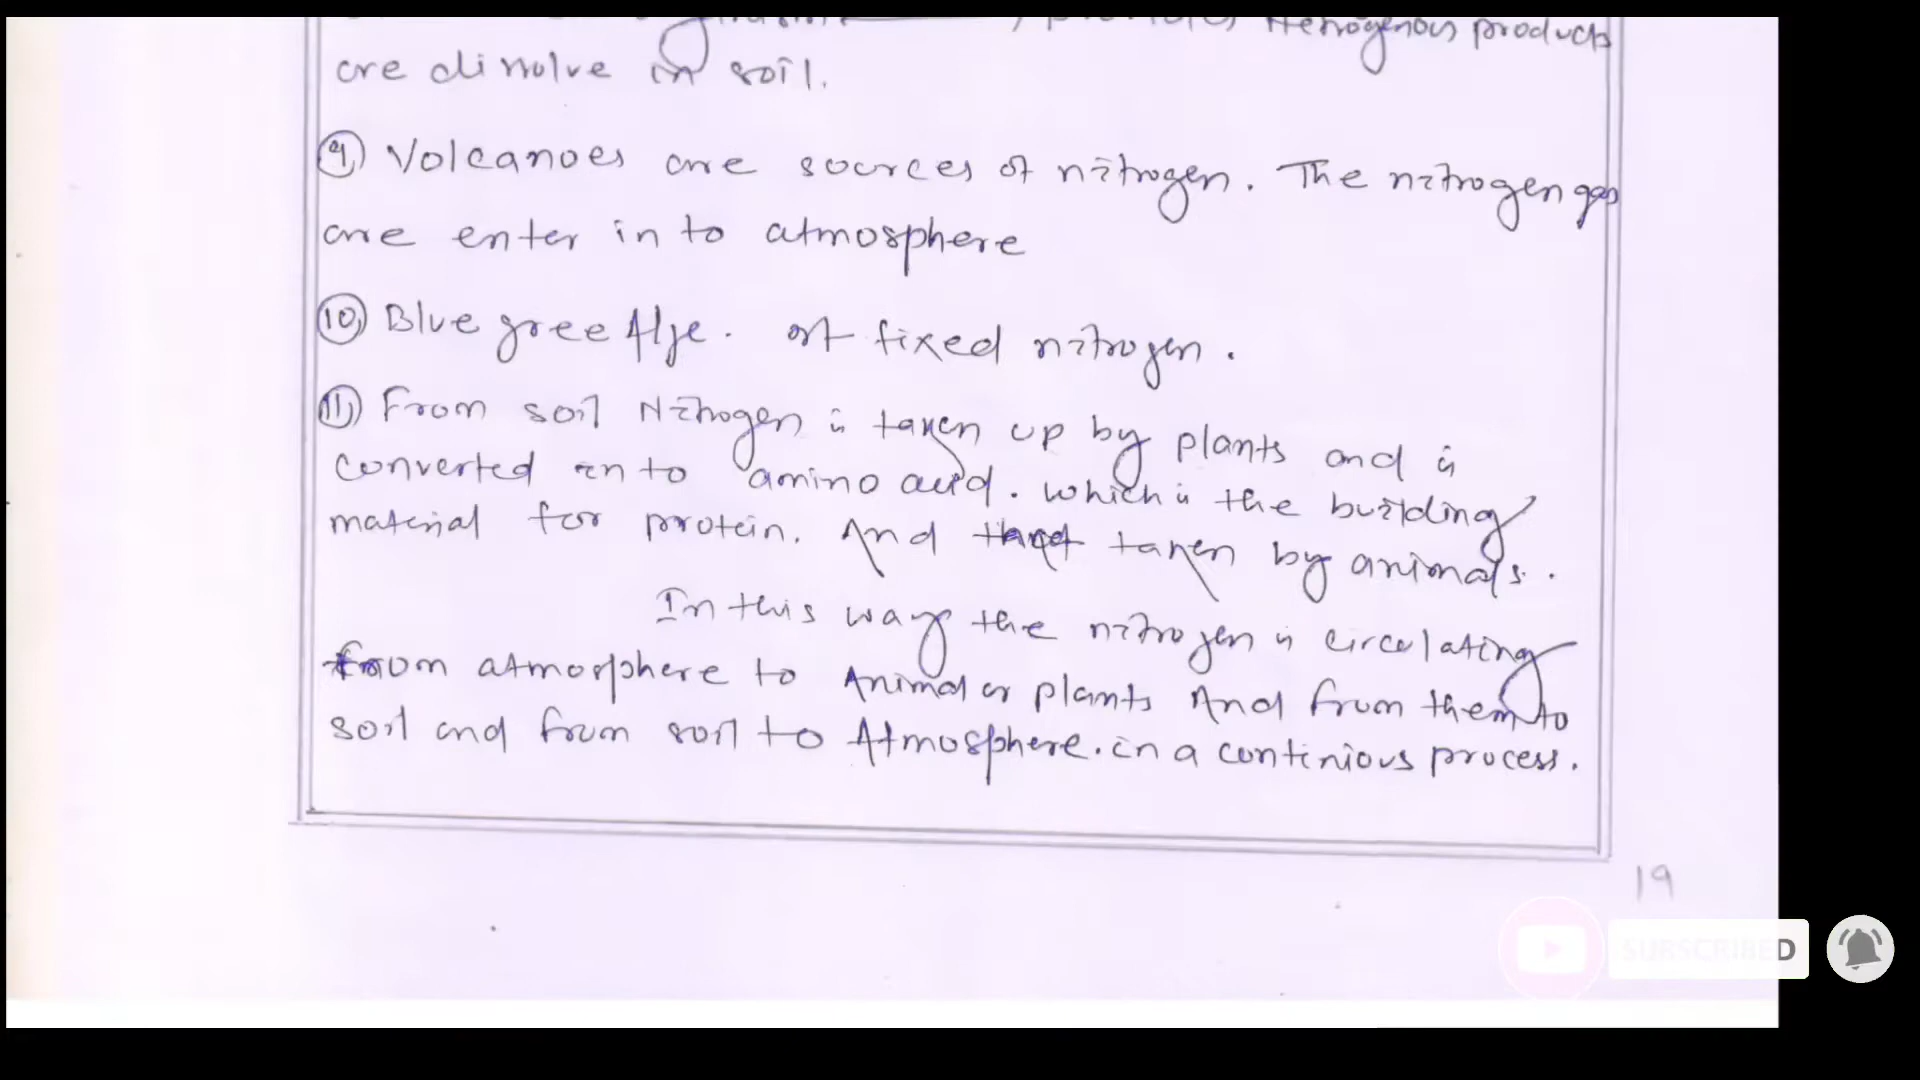 products
are dissolve in soil.
9) Volcanoes are sources of nitrogen. The nitrogen gas
are enter in to atmosphere
10) Blue gree Alje. of fixed nitrogen.
11) From soil Nitrogen is taken up by plants and is
converted into amino acid. which is the building
material for protein. And taken by animals.
In this way the nitrogen is circulating
from atmosphere to Animal or plants And from them to
soil and from soil to Atmosphere. in a continious process.
19
SUBSCRIBED